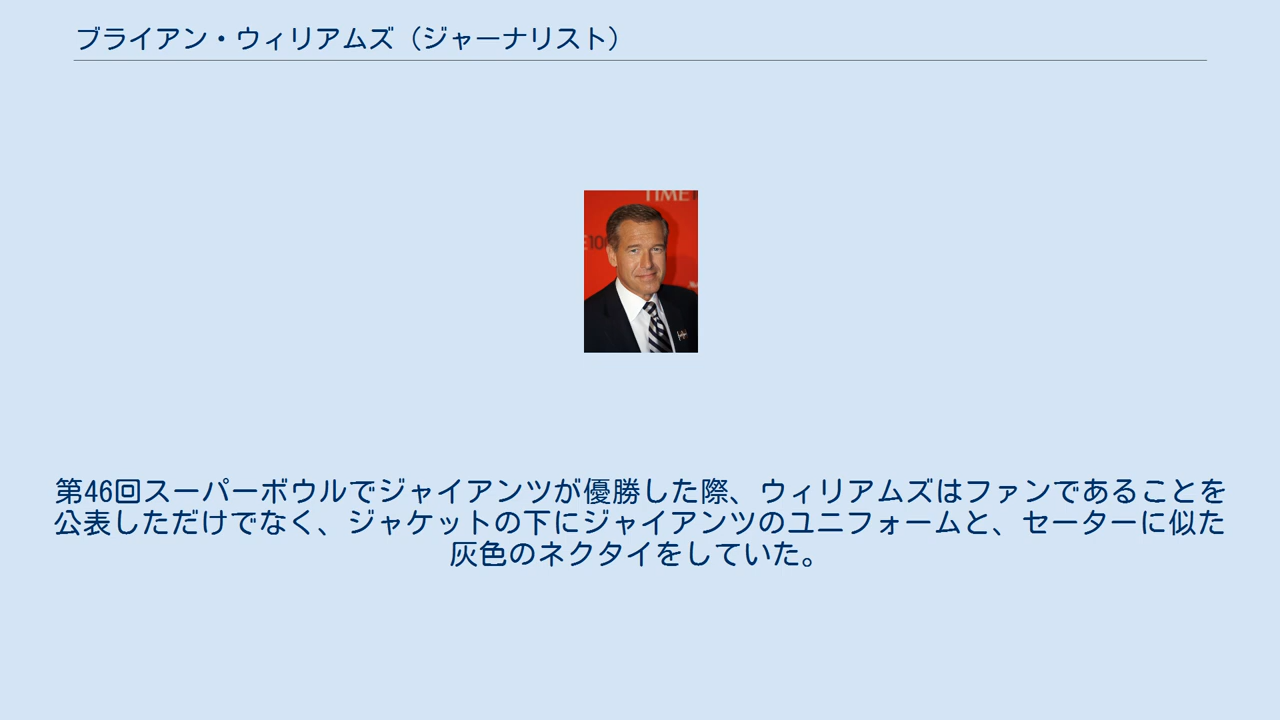 ブライアン・ウィリアムズ（ジャーナリスト）
TIME1
E100
第46回スーパーボウルでジャイアンツが優勝した際、ウィリアムズはファンであることを
公表しただけでなく、ジャケットの下にジャイアンツのユニフォームと、セーターに似た
灰色のネクタイをしていた。